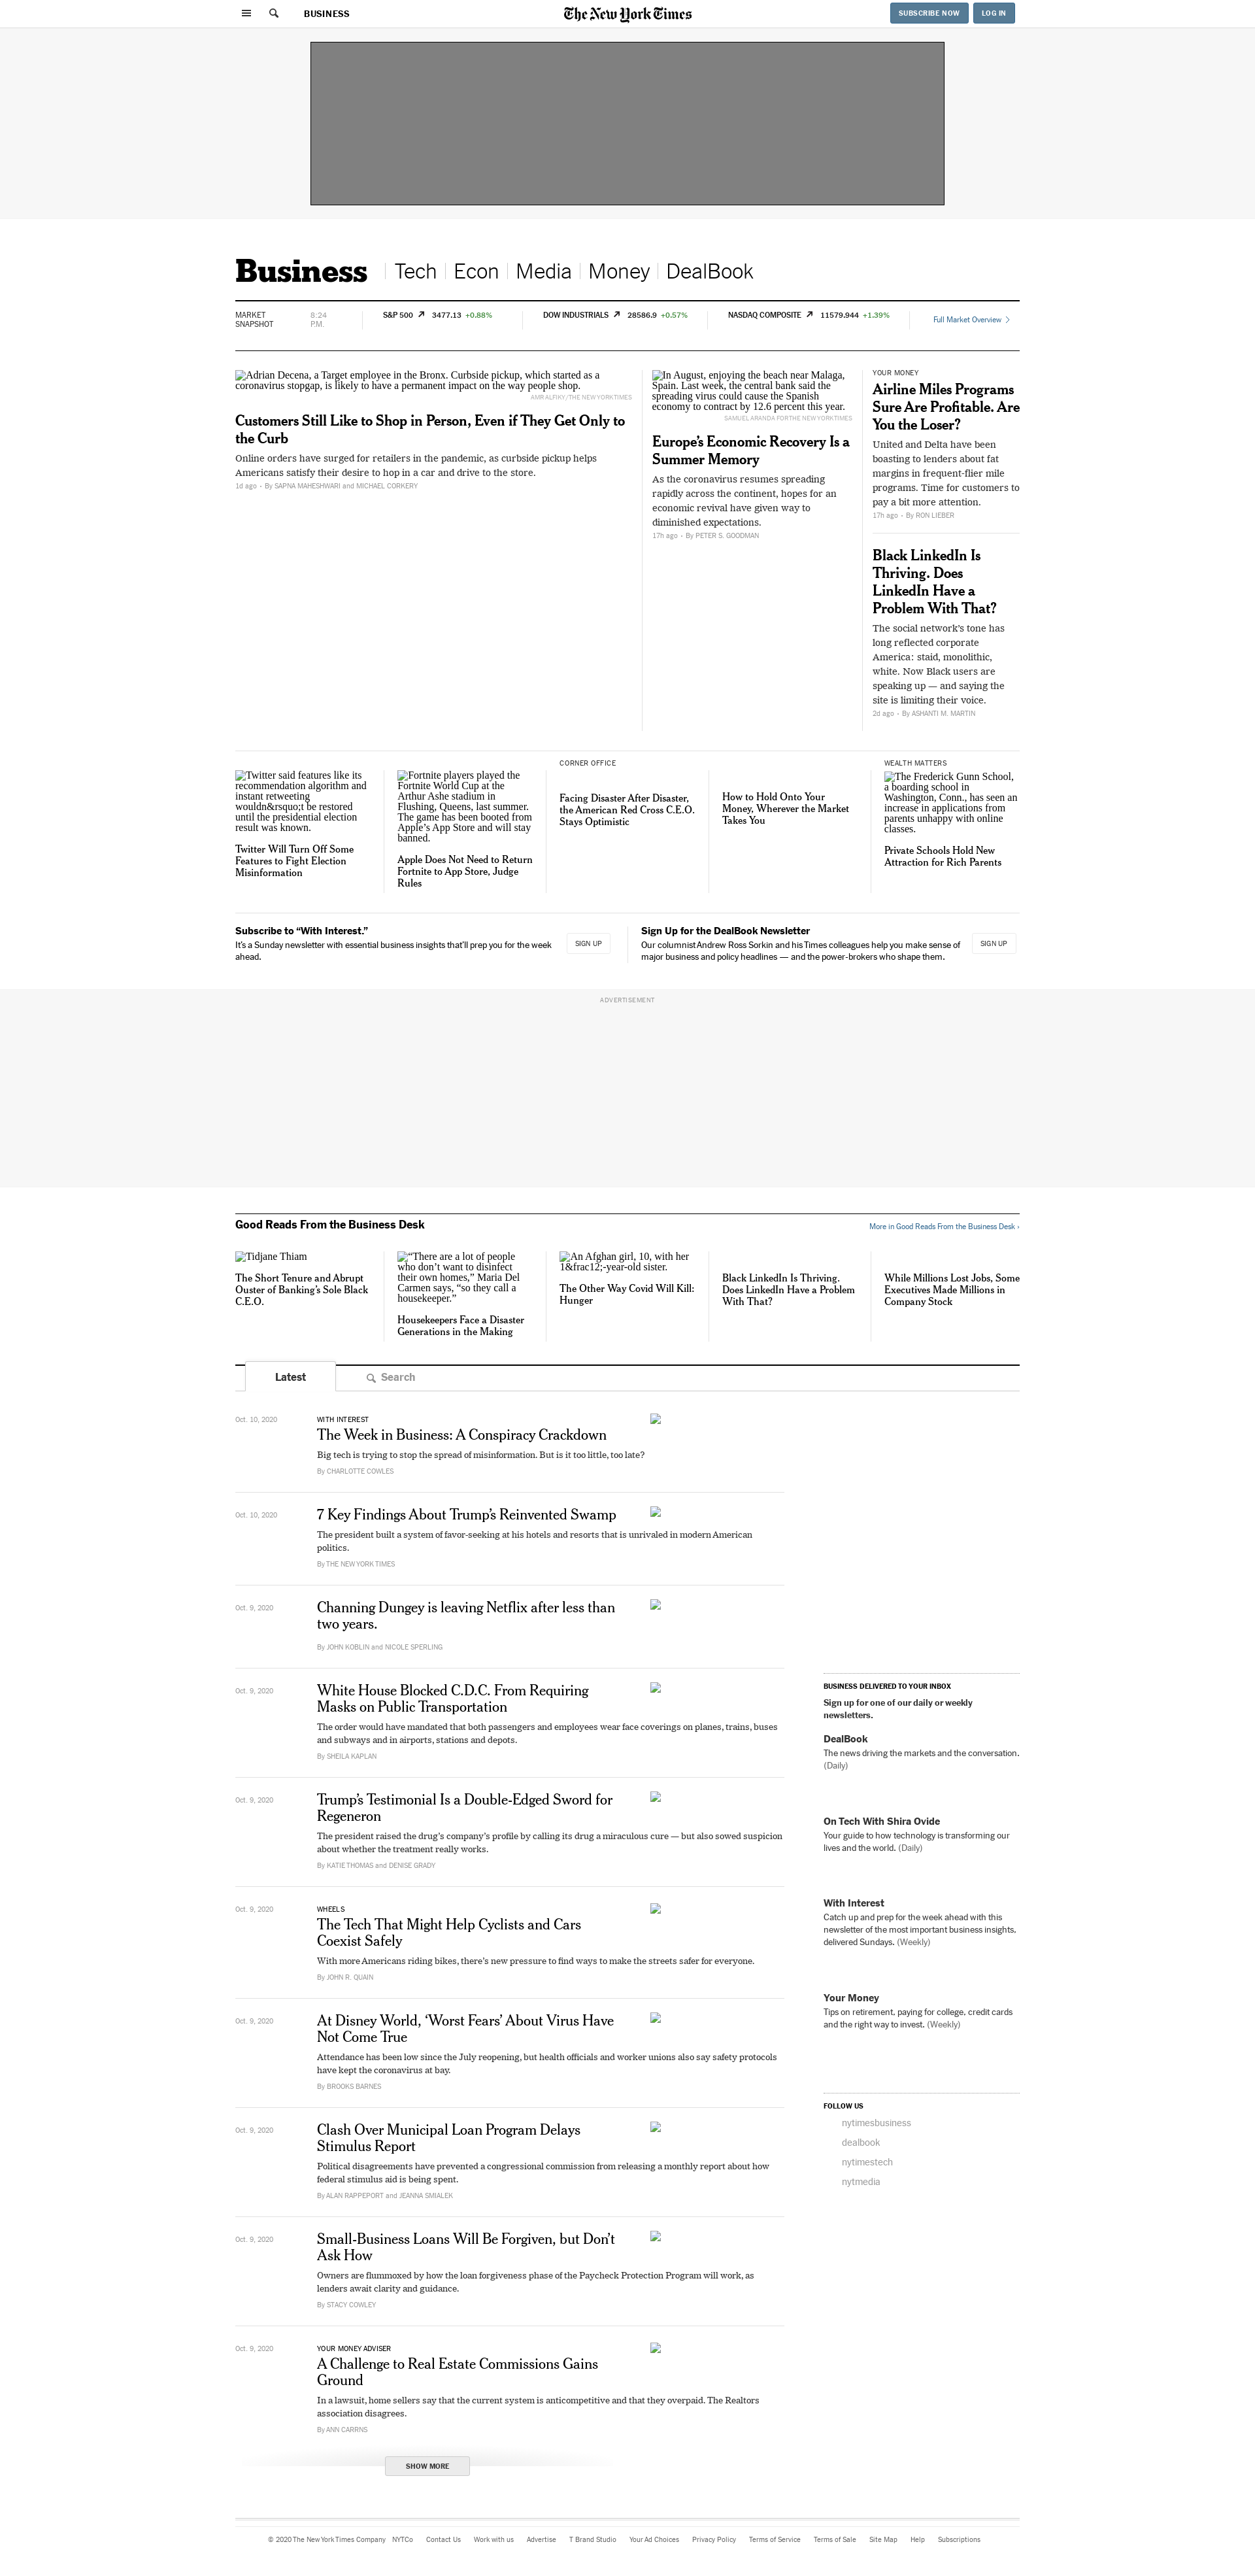 BUSINESS
The New York Times
SUBSCRIBE NOW
LOG IN
Business
Tech
Econ
Media
Money
DealBook
MARKET
SNAPSHOT
8:24
P.M.
S&P 500 3477.13 +0.88%
DOW INDUSTRIALS 28586.9 +0.57%
NASDAQ COMPOSITE 11579.944 +1.39%
Full Market Overview
Adrian Decena, a Target employee in the Bronx. Curbside pickup, which started as a
coronavirus stopgap, is likely to have a permanent impact on the way people shop.
AMR ALFIKY /THE NEW YORK TIMES
Customers Still Like to Shop in Person, Even if They Get Only to
the Curb
Online orders have surged for retailers in the pandemic, as curbside pickup helps
Americans satisfy their desire to hop in a car and drive to the store.
1d ago - By SAPNA MAHESHWARI and MICHAEL CORKERY
In August, enjoying the beach near Malaga,
Spain. Last week, the central bank said the
spreading virus could cause the Spanish
economy to contract by 12.6 percent this year.
SAMUEL ARANDA FOR THE NEW YORK TIMES
Europe’s Economic Recovery Is a
Summer Memory
As the coronavirus resumes spreading
rapidly across the continent, hopes for an
economic revival have given way to
diminished expectations.
17h ago - By PETER S. GOODMAN
YOUR MONEY
Airline Miles Programs
Sure Are Profitable. Are
You the Loser?
United and Delta have been
boasting to lenders about fat
margins in frequent-flier mile
programs. Time for customers to
pay a bit more attention.
17h ago - By RON LIEBER
Black LinkedIn Is
Thriving. Does
LinkedIn Have a
Problem With That?
The social network’s tone has
long reflected corporate
America: staid, monolithic,
white. Now Black users are
speaking up — and saying the
site is limiting their voice.
2d ago - By ASHANTI M. MARTIN
Twitter said features like its
recommendation algorithm and
instant retweeting
wouldn&rsquo;t be restored
until the presidential election
result was known.
Twitter Will Turn Off Some
Features to Fight Election
Misinformation
Fortnite players played the
Fortnite World Cup at the
Arthur Ashe stadium in
Flushing, Queens, last summer.
The game has been booted from
Apple’s App Store and will stay
banned.
Apple Does Not Need to Return
Fortnite to App Store, Judge
Rules
CORNER OFFICE
Facing Disaster After Disaster,
the American Red Cross C.E.O.
Stays Optimistic
How to Hold Onto Your
Money, Wherever the Market
Takes You
WEALTH MATTERS
The Frederick Gunn School,
a boarding school in
Washington, Conn., has seen an
increase in applications from
parents unhappy with online
classes.
Private Schools Hold New
Attraction for Rich Parents
Subscribe to “With Interest.”
It’s a Sunday newsletter with essential business insights that’ll prep you for the week
ahead.
SIGN UP
Sign Up for the DealBook Newsletter
Our columnist Andrew Ross Sorkin and his Times colleagues help you make sense of
major business and policy headlines — and the power-brokers who shape them.
SIGN UP
ADVERTISEMENT
Good Reads From the Business Desk
More in Good Reads From the Business Desk ›
Tidjane Thiam
The Short Tenure and Abrupt
Ouster of Banking’s Sole Black
C.E.O.
“There are a lot of people
who don’t want to disinfect
their own homes,” Maria Del
Carmen says, “so they call a
housekeeper.”
Housekeepers Face a Disaster
Generations in the Making
An Afghan girl, 10, with her
1&frac12;-year-old sister.
The Other Way Covid Will Kill:
Hunger
Black LinkedIn Is Thriving.
Does LinkedIn Have a Problem
With That?
While Millions Lost Jobs, Some
Executives Made Millions in
Company Stock
Latest
Search
Oct. 10, 2020
WITH INTEREST
The Week in Business: A Conspiracy Crackdown
Big tech is trying to stop the spread of misinformation. But is it too little, too late?
By CHARLOTTE COWLES
Oct. 10, 2020
7 Key Findings About Trump’s Reinvented Swamp
The president built a system of favor-seeking at his hotels and resorts that is unrivaled in modern American
politics.
By THE NEW YORK TIMES
Oct. 9, 2020
Channing Dungey is leaving Netflix after less than
two years.
By JOHN KOBLIN and NICOLE SPERLING
Oct. 9, 2020
White House Blocked C.D.C. From Requiring
Masks on Public Transportation
The order would have mandated that both passengers and employees wear face coverings on planes, trains, buses
and subways and in airports, stations and depots.
By SHEILA KAPLAN
Oct. 9, 2020
Trump’s Testimonial Is a Double-Edged Sword for
Regeneron
The president raised the drug’s company’s profile by calling its drug a miraculous cure — but also sowed suspicion
about whether the treatment really works.
By KATIE THOMAS and DENISE GRADY
Oct. 9, 2020
WHEELS
The Tech That Might Help Cyclists and Cars
Coexist Safely
With more Americans riding bikes, there’s new pressure to find ways to make the streets safer for everyone.
By JOHN R. QUAIN
Oct. 9, 2020
At Disney World, ‘Worst Fears’ About Virus Have
Not Come True
Attendance has been low since the July reopening, but health officials and worker unions also say safety protocols
have kept the coronavirus at bay.
By BROOKS BARNES
Oct. 9, 2020
Clash Over Municipal Loan Program Delays
Stimulus Report
Political disagreements have prevented a congressional commission from releasing a monthly report about how
federal stimulus aid is being spent.
By ALAN RAPPEPORT and JEANNA SMIALEK
Oct. 9, 2020
Small-Business Loans Will Be Forgiven, but Don’t
Ask How
Owners are flummoxed by how the loan forgiveness phase of the Paycheck Protection Program will work, as
lenders await clarity and guidance.
By STACY COWLEY
Oct. 9, 2020
YOUR MONEY ADVISER
A Challenge to Real Estate Commissions Gains
Ground
In a lawsuit, home sellers say that the current system is anticompetitive and that they overpaid. The Realtors
association disagrees.
By ANN CARRNS
SHOW MORE
BUSINESS DELIVERED TO YOUR INBOX
Sign up for one of our daily or weekly
newsletters.
DealBook
The news driving the markets and the conversation.
(Daily)
On Tech With Shira Ovide
Your guide to how technology is transforming our
lives and the world. (Daily)
With Interest
Catch up and prep for the week ahead with this
newsletter of the most important business insights,
delivered Sundays. (Weekly)
Your Money
Tips on retirement, paying for college, credit cards
and the right way to invest. (Weekly)
FOLLOW US
nytimesbusiness
dealbook
nytimestech
nytmedia
© 2020 The New York Times Company NYTCo Contact Us Work with us Advertise T Brand Studio Your Ad Choices Privacy Policy Terms of Service Terms of Sale Site Map Help Subscriptions